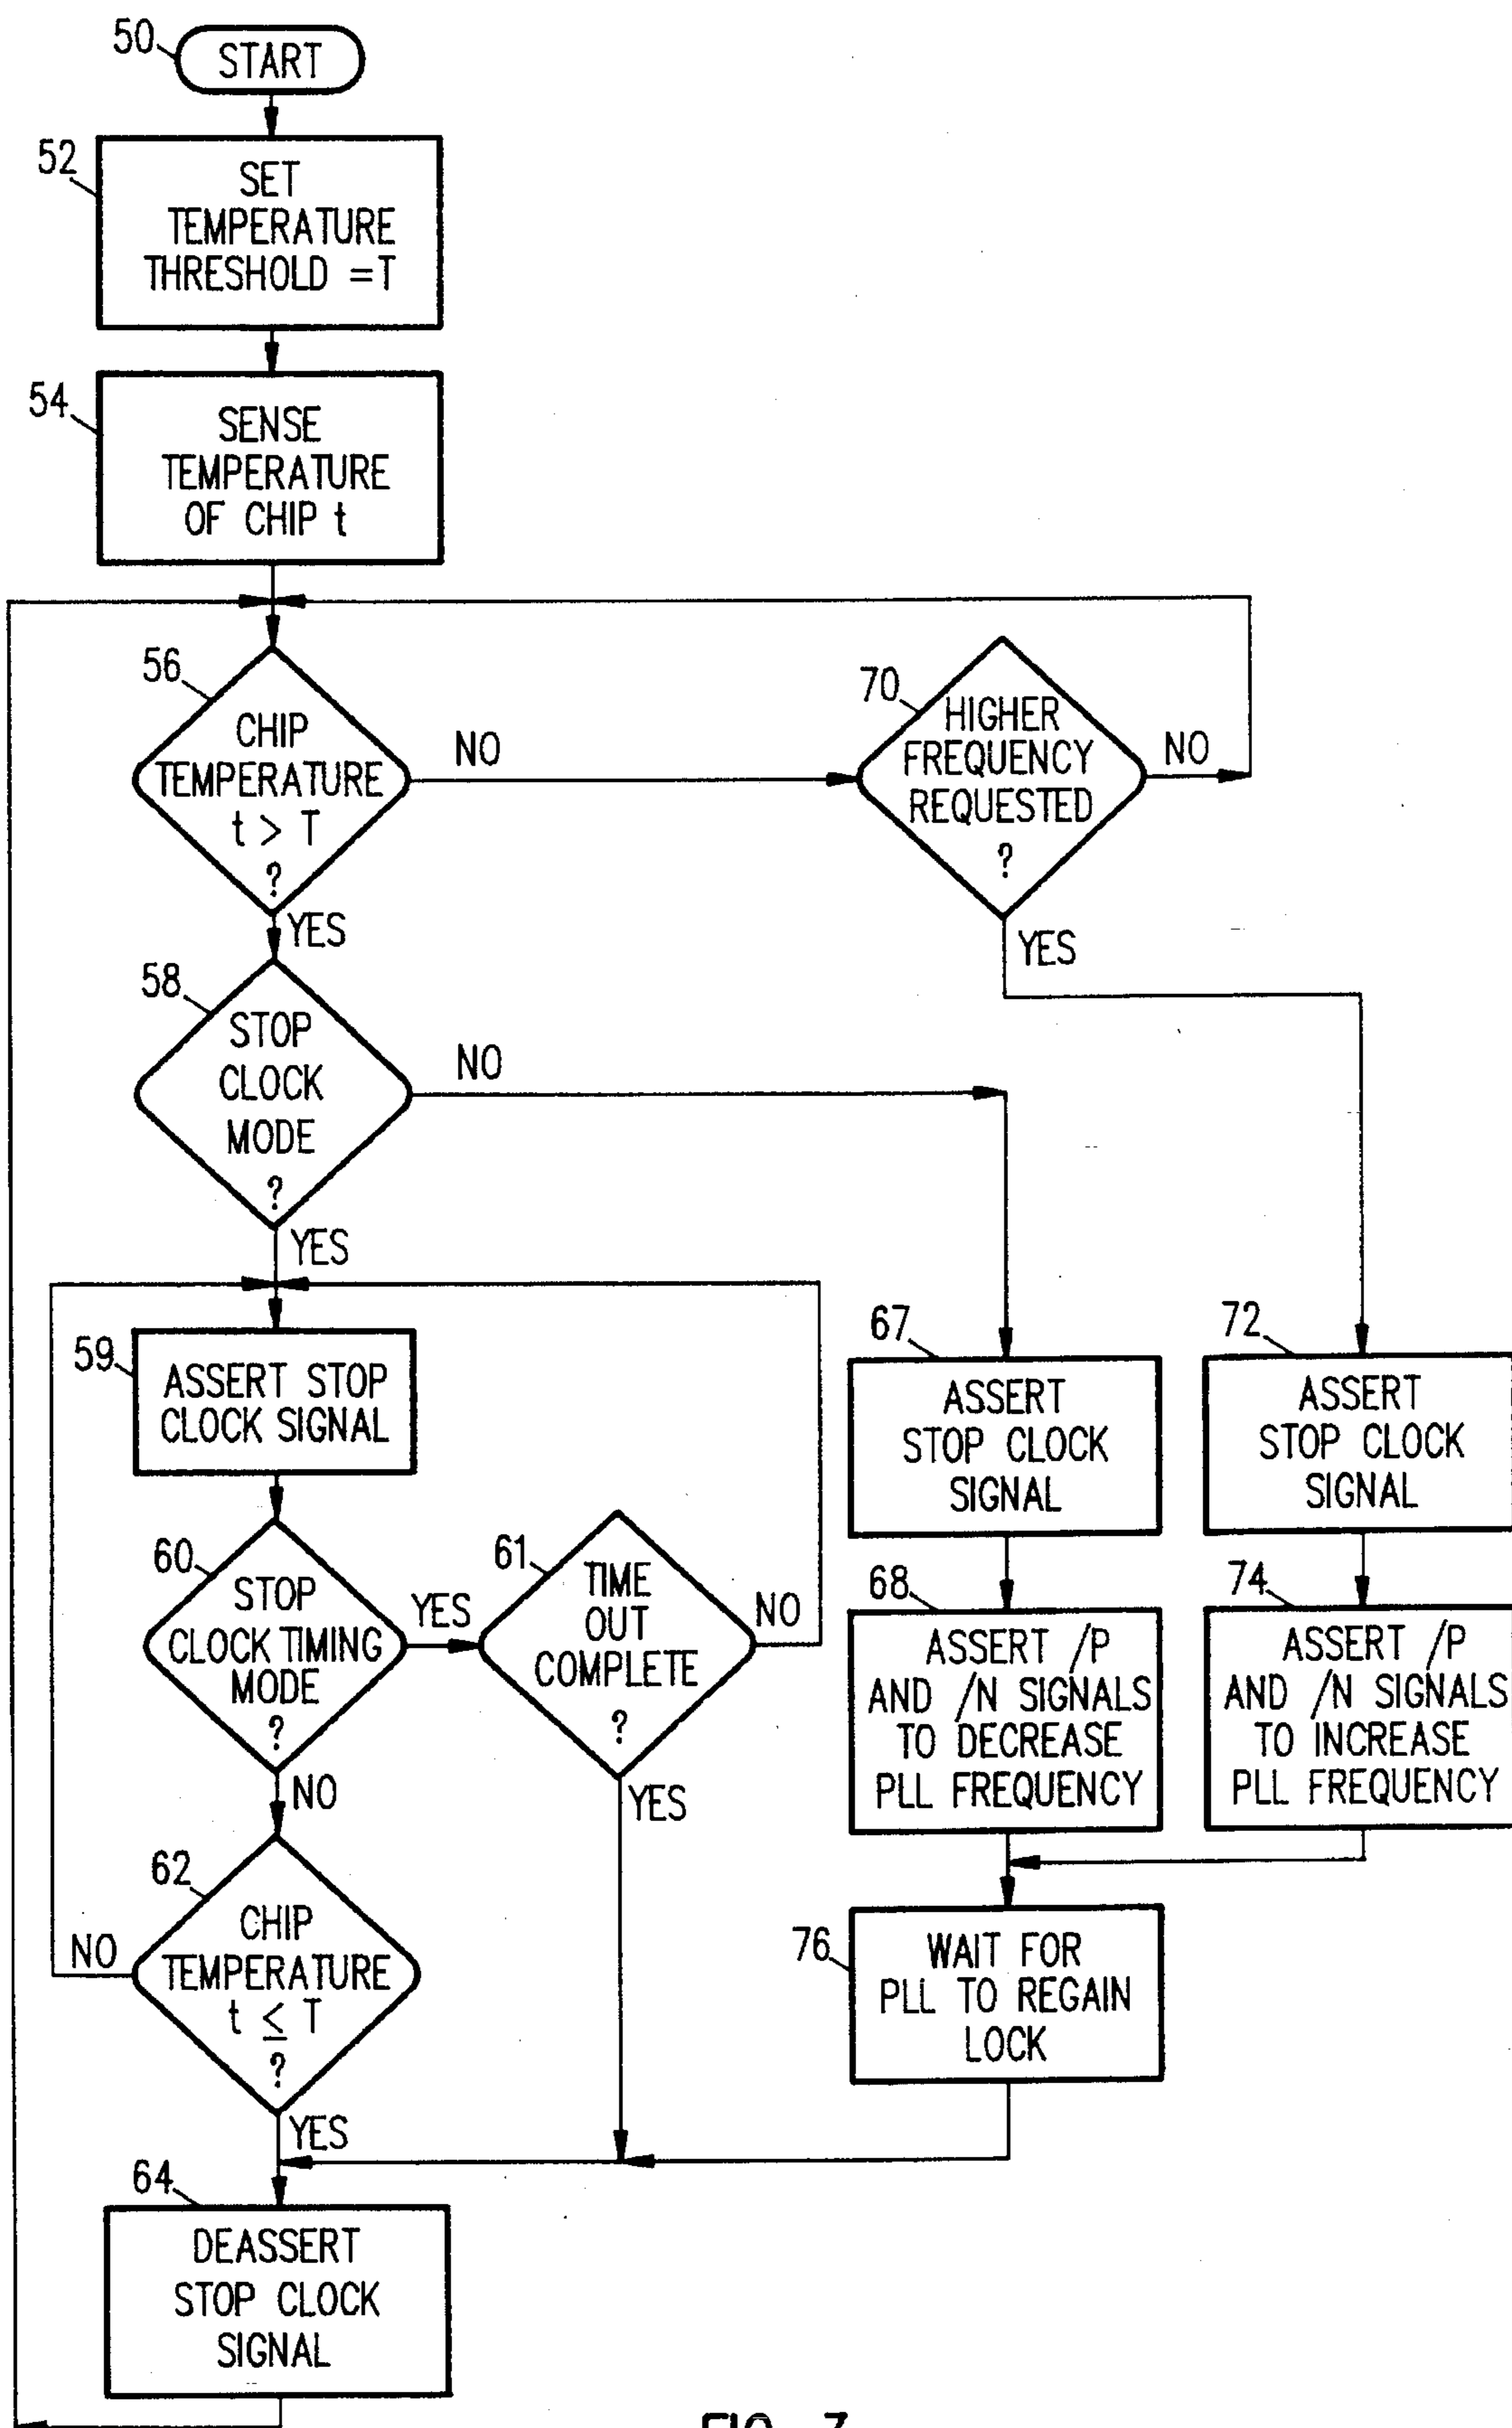 50
START
52
SET
TEMPERATURE
THRESHOLD =T
54
SENSE
TEMPERATURE
OF CHIP t
56
CHIP
TEMPERATURE
t > T
?
NO
YES
70
HIGHER
FREQUENCY
REQUESTED
?
NO
YES
58
STOP
CLOCK
MODE
?
NO
YES
59
ASSERT STOP
CLOCK SIGNAL
60
STOP
CLOCK TIMING
MODE
?
YES
NO
61
TIME
OUT
COMPLETE
?
NO
YES
62
CHIP
TEMPERATURE
t ≤ T
?
NO
YES
64
DEASSERT
STOP CLOCK
SIGNAL
67
ASSERT
STOP CLOCK
SIGNAL
68
ASSERT /P
AND /N SIGNALS
TO DECREASE
PLL FREQUENCY
72
ASSERT
STOP CLOCK
SIGNAL
74
ASSERT /P
AND /N SIGNALS
TO INCREASE
PLL FREQUENCY
76
WAIT FOR
PLL TO REGAIN
LOCK
FIG.